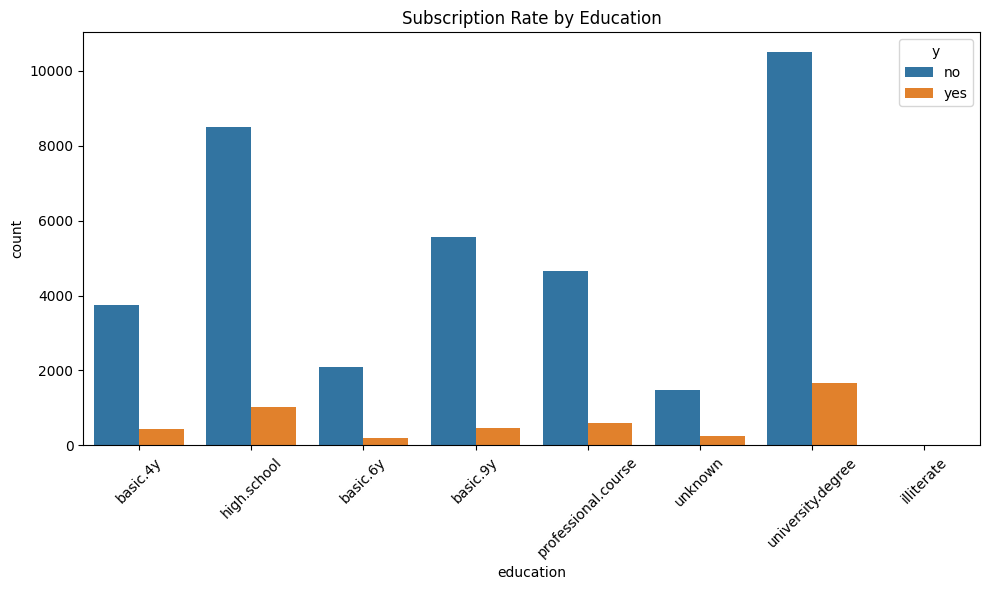 Subscription Rate by Education
y
no
yes
count
10000
8000
6000
4000
2000
0
basic.4y
high.school
basic.6y
basic.9y
professional.course
unknown
university.degree
illiterate
education